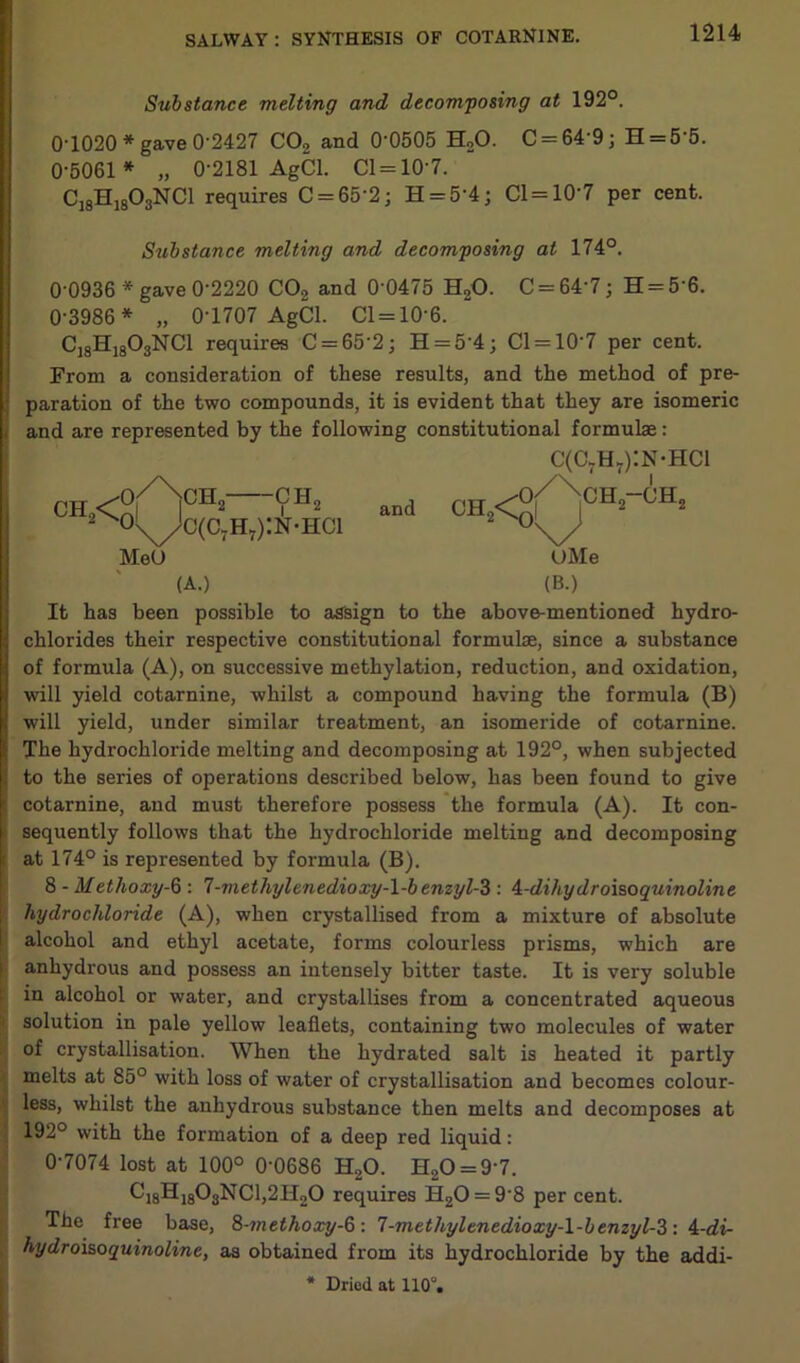 SALWAY: SYNTHESIS OF COTARNINE. 1214
Substance melting and decomposing at 192°.
0·1020 * gave 0·2427 CO₂ and 0·0505 H₂O. C = 64·9; H = 5·5.
0·5061 * „ 0·2181 AgCl. Cl = 10·7.
C₁₈H₁₈O₃NCl requires C = 65·2; H = 5·4; Cl = 10·7 per cent.
Substance melting and decomposing at 174°.
0·0936 * gave 0·2220 CO₂ and 0·0475 H₂O. C = 64·7; H = 5·6.
0·3986 * „ 0·1707 AgCl. Cl = 10·6.
C₁₈H₁₈O₃NCl requires C = 65·2; H = 5·4; Cl = 10·7 per cent.
From a consideration of these results, and the method of pre-
paration of the two compounds, it is evident that they are isomeric
and are represented by the following constitutional formulæ:
C(C₇H₇):N·HCl
CH₂<O CH₂——CH₂ and CH₂<O CH₂–CH₂
O C(C₇H₇):N·HCl O
MeO OMe
(A.) (B.)
It has been possible to assign to the above-mentioned hydro-
chlorides their respective constitutional formulæ, since a substance
of formula (A), on successive methylation, reduction, and oxidation,
will yield cotarnine, whilst a compound having the formula (B)
will yield, under similar treatment, an isomeride of cotarnine.
The hydrochloride melting and decomposing at 192°, when subjected
to the series of operations described below, has been found to give
cotarnine, and must therefore possess the formula (A). It con-
sequently follows that the hydrochloride melting and decomposing
at 174° is represented by formula (B).
8 - Methoxy-6 : 7-methylenedioxy-1-benzyl-3 : 4-dihydroisoquinoline
hydrochloride (A), when crystallised from a mixture of absolute
alcohol and ethyl acetate, forms colourless prisms, which are
anhydrous and possess an intensely bitter taste. It is very soluble
in alcohol or water, and crystallises from a concentrated aqueous
solution in pale yellow leaflets, containing two molecules of water
of crystallisation. When the hydrated salt is heated it partly
melts at 85° with loss of water of crystallisation and becomes colour-
less, whilst the anhydrous substance then melts and decomposes at
192° with the formation of a deep red liquid:
0·7074 lost at 100° 0·0686 H₂O. H₂O = 9·7.
C₁₈H₁₈O₃NCl,2H₂O requires H₂O = 9·8 per cent.
The free base, 8-methoxy-6 : 7-methylenedioxy-1-benzyl-3 : 4-di-
hydroisoquinoline, as obtained from its hydrochloride by the addi-
* Dried at 110°.